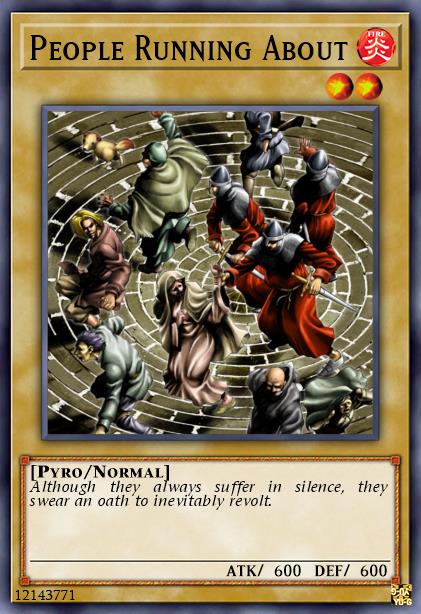 PEOPLE RUNNING ABOUT
FIRE
炎
[PYRO/NORMAL]
Although they always suffer in silence, they
swear an oath to inevitably revolt.
ATK/ 600 DEF/ 600
12143771